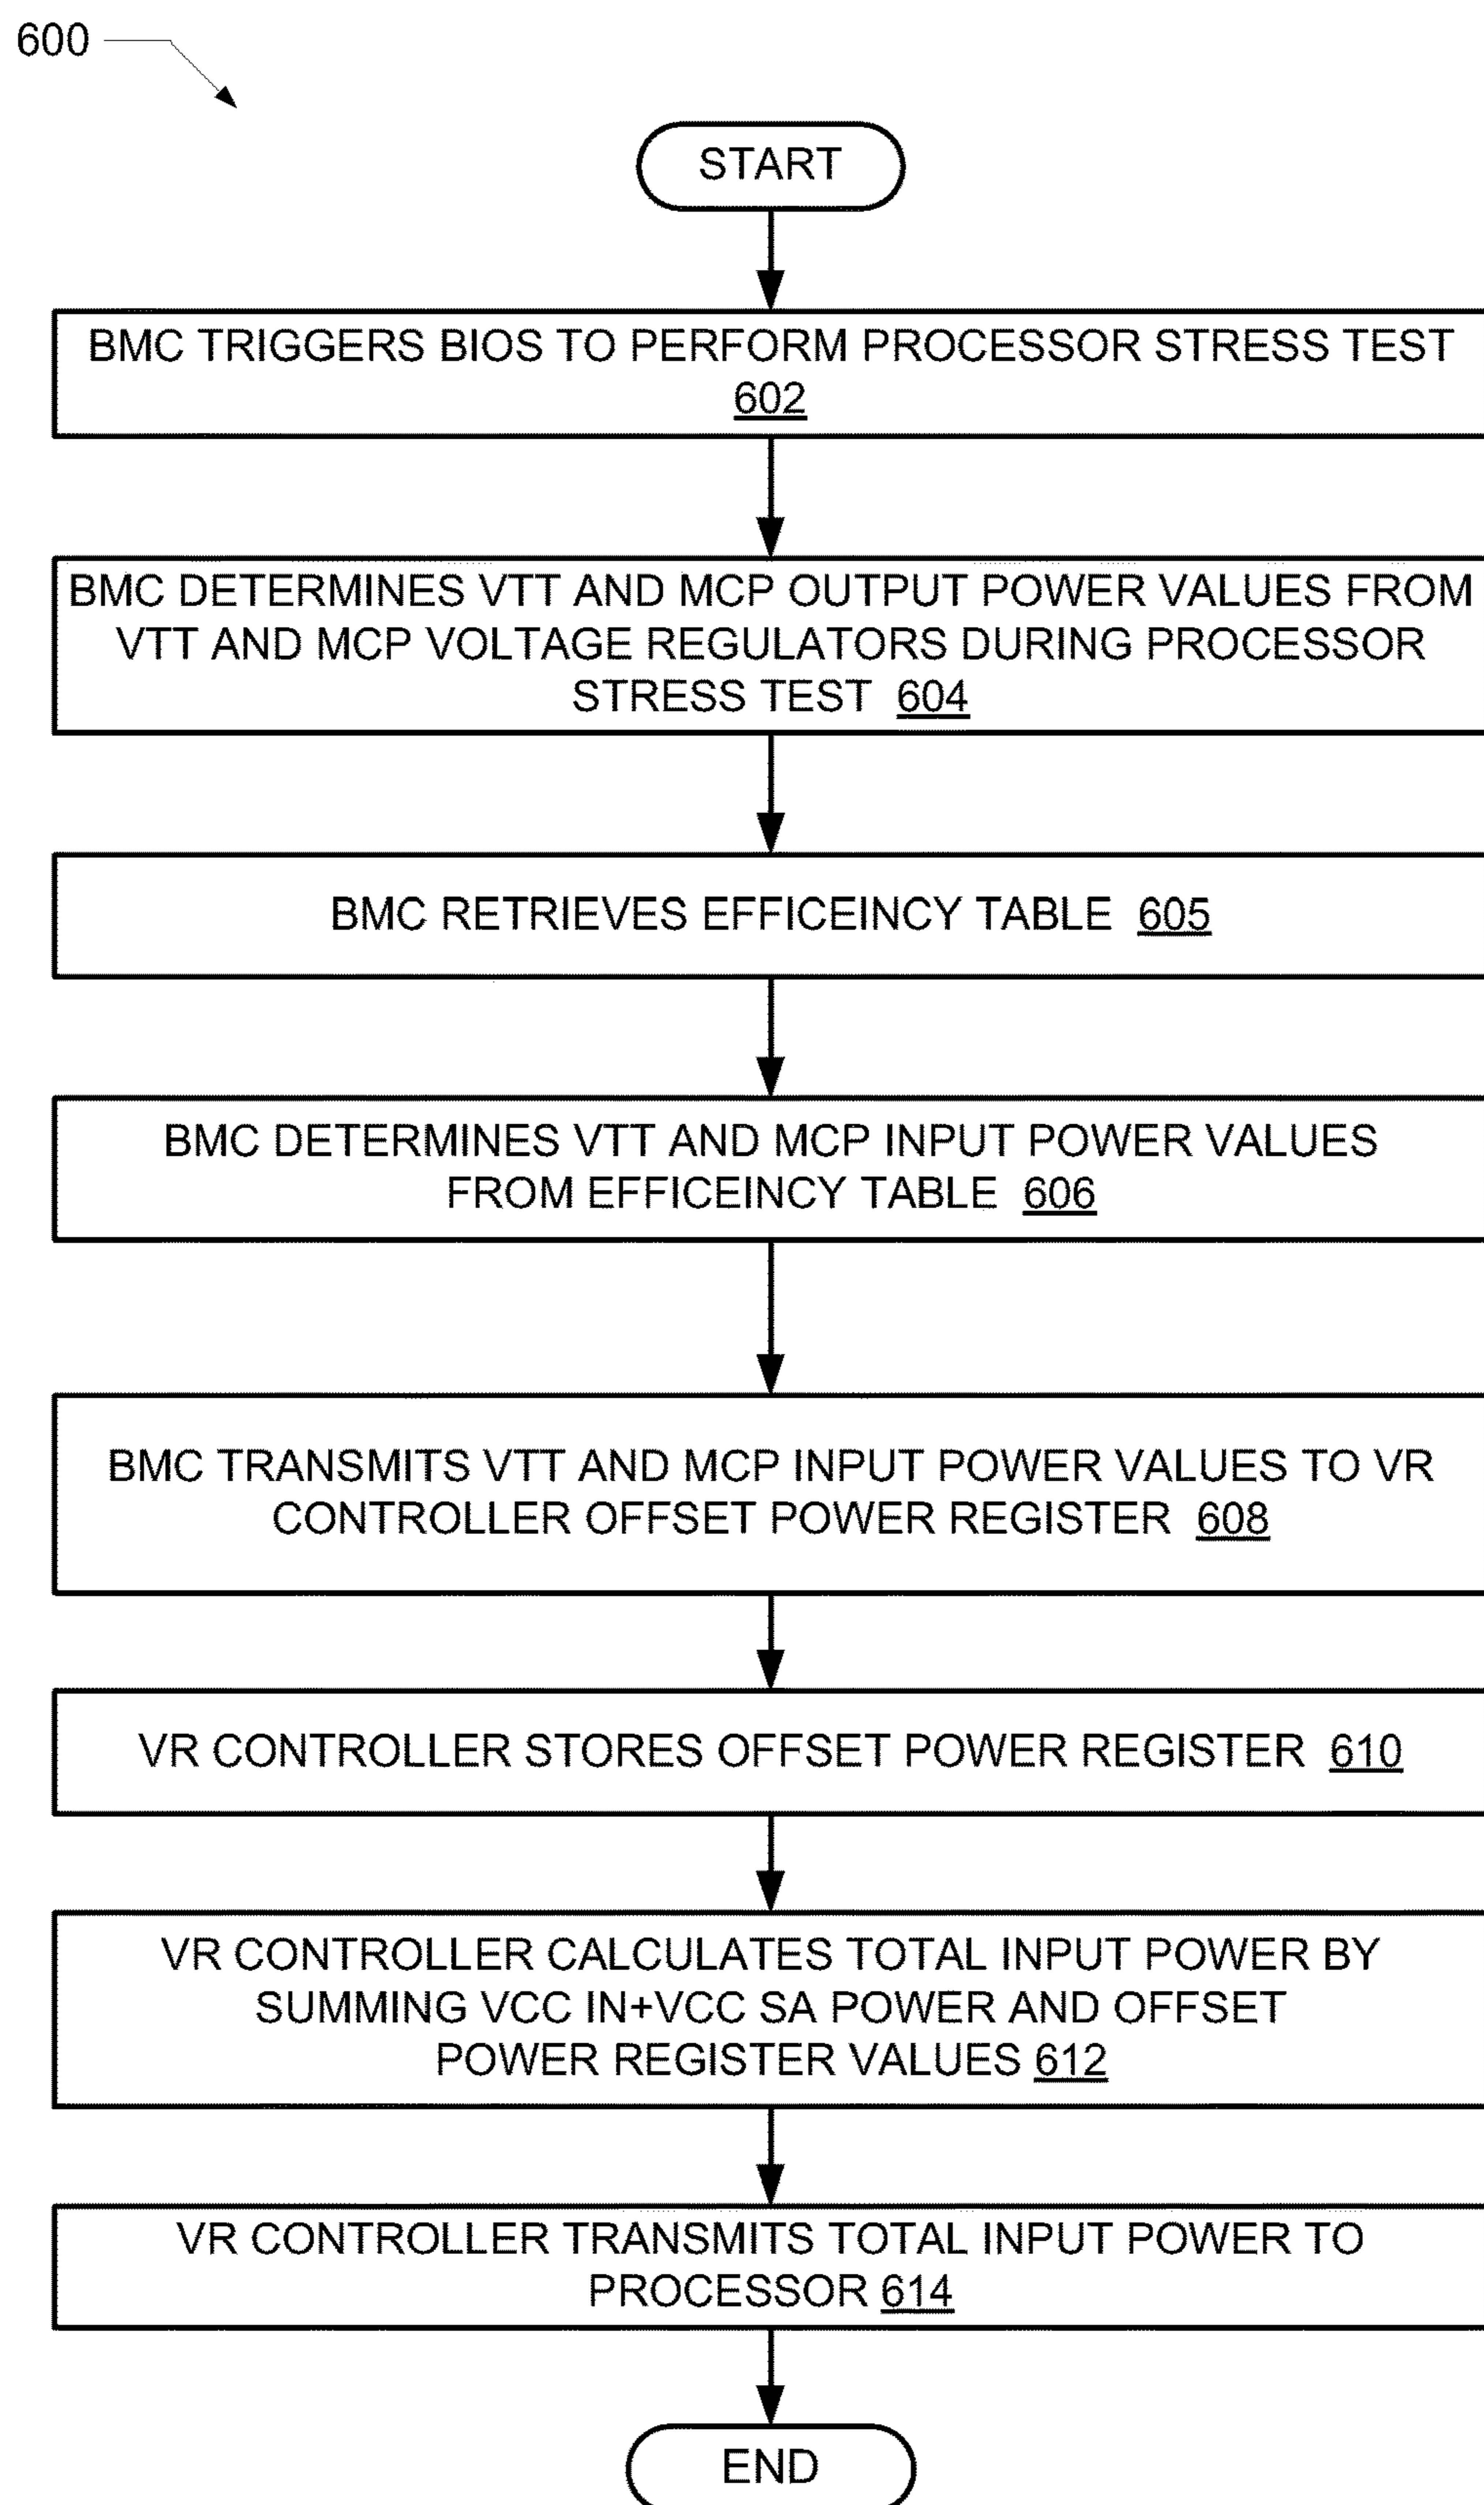 600
START
BMC TRIGGERS BIOS TO PERFORM PROCESSOR STRESS TEST
602
BMC DETERMINES VTT AND MCP OUTPUT POWER VALUES FROM
VTT AND MCP VOLTAGE REGULATORS DURING PROCESSOR
STRESS TEST 604
BMC RETRIEVES EFFICEINCY TABLE 605
BMC DETERMINES VTT AND MCP INPUT POWER VALUES
FROM EFFICEINCY TABLE 606
BMC TRANSMITS VTT AND MCP INPUT POWER VALUES TO VR
CONTROLLER OFFSET POWER REGISTER 608
VR CONTROLLER STORES OFFSET POWER REGISTER 610
VR CONTROLLER CALCULATES TOTAL INPUT POWER BY
SUMMING VCC IN+VCC SA POWER AND OFFSET
POWER REGISTER VALUES 612
VR CONTROLLER TRANSMITS TOTAL INPUT POWER TO
PROCESSOR 614
END